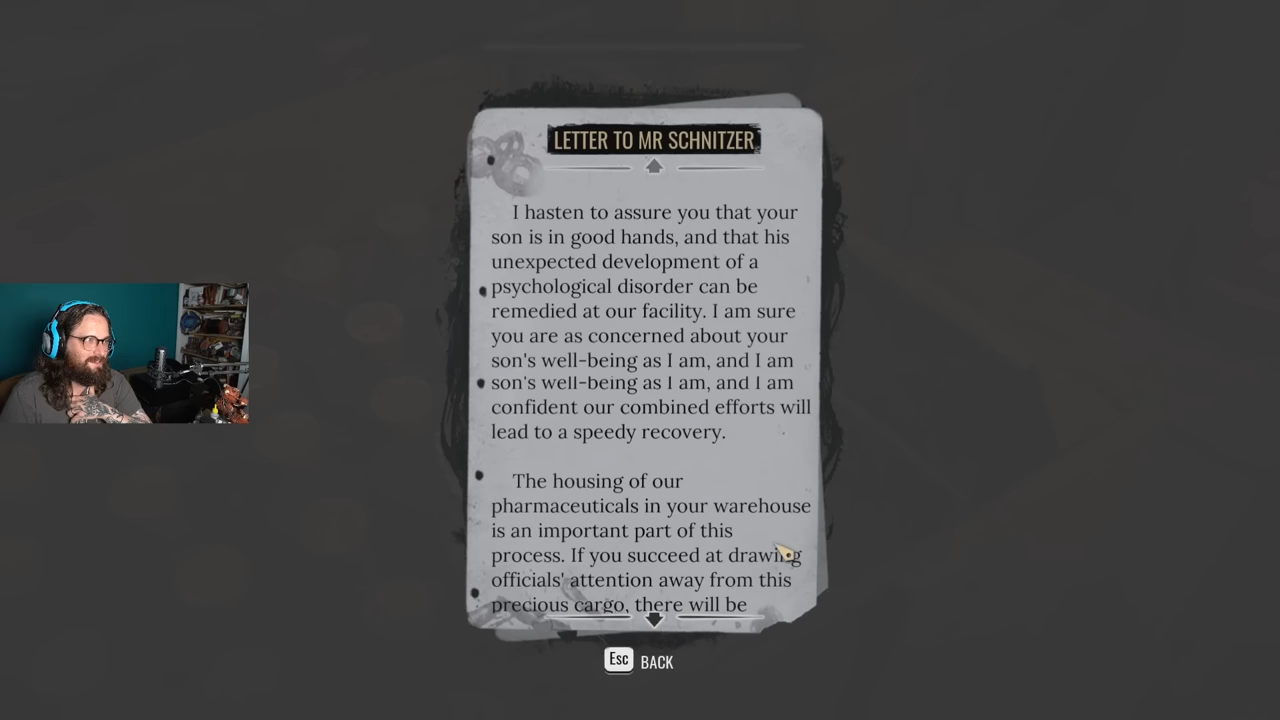 LETTER TO MR SCHNITZER
I hasten to assure you that your
son is in good hands, and that his
unexpected development of a
psychological disorder can be
remedied at our facility. I am sure
you are as concerned about your
son's well-being as I am, and I am
son's well-being as I am, and I am
confident our combined efforts will
lead to a speedy recovery.
The housing of our
pharmaceuticals in your warehouse
is an important part of this
process. If you succeed at drawing
officials' attention away from this
precious cargo, there will be
Esc BACK